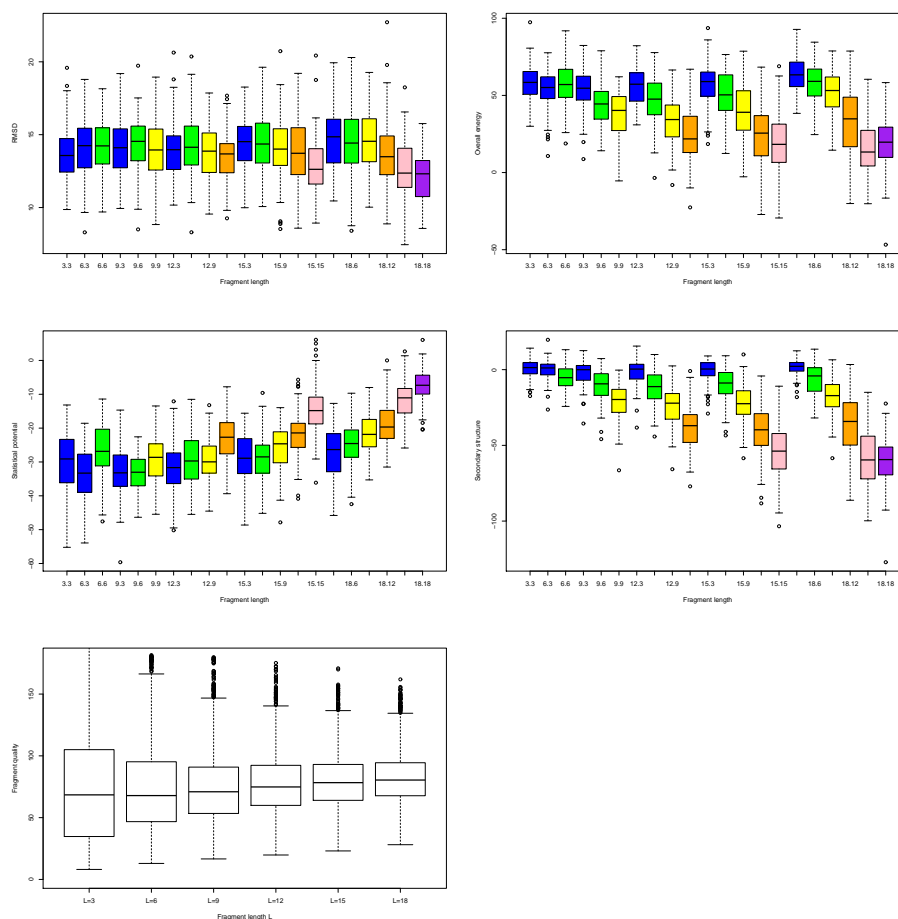 20
15
10
RMSD
3.3 6.3 6.6 9.3 9.6 9.9 12.3 12.9 15.3 15.9 15.15 18.6 18.12 18.18
Fragment length
100
50
0
−50
Overall energy
3.3 6.3 6.6 9.3 9.6 9.9 12.3 12.9 15.3 15.9 15.15 18.6 18.12 18.18
Fragment length
0
−10
−20
−30
−40
−50
−60
Statistical potential
3.3 6.3 6.6 9.3 9.6 9.9 12.3 12.9 15.3 15.9 15.15 18.6 18.12 18.18
Fragment length
0
−50
−100
Secondary structure
3.3 6.3 6.6 9.3 9.6 9.9 12.3 12.9 15.3 15.9 15.15 18.6 18.12 18.18
Fragment length
150
100
50
0
Fragment quality
L=3 L=6 L=9 L=12 L=15 L=18
Fragment length L